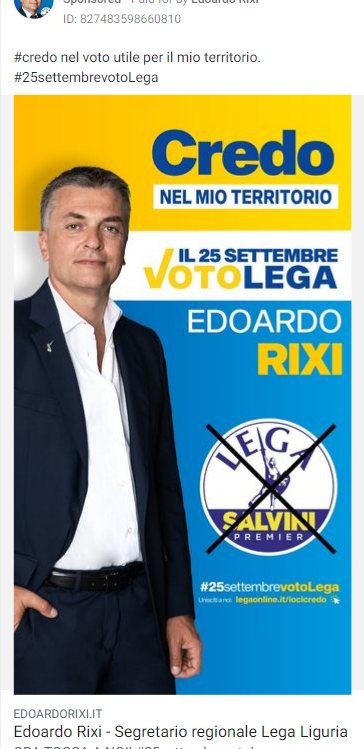 Sponsored · Paid for by Edoardo Rixi
ID: 827483598660810
#credo nel voto utile per il mio territorio.
#25settembrevotoLega
Credo
NEL MIO TERRITORIO
IL 25 SETTEMBRE
VOTOLEGA
EDOARDO
RIXI
LEGA
SALVINI
PREMIER
#25settembrevotoLega
Unisciti a noi: legaonline.it/iocicredo
EDOARDORIXI.IT
Edoardo Rixi - Segretario regionale Lega Liguria